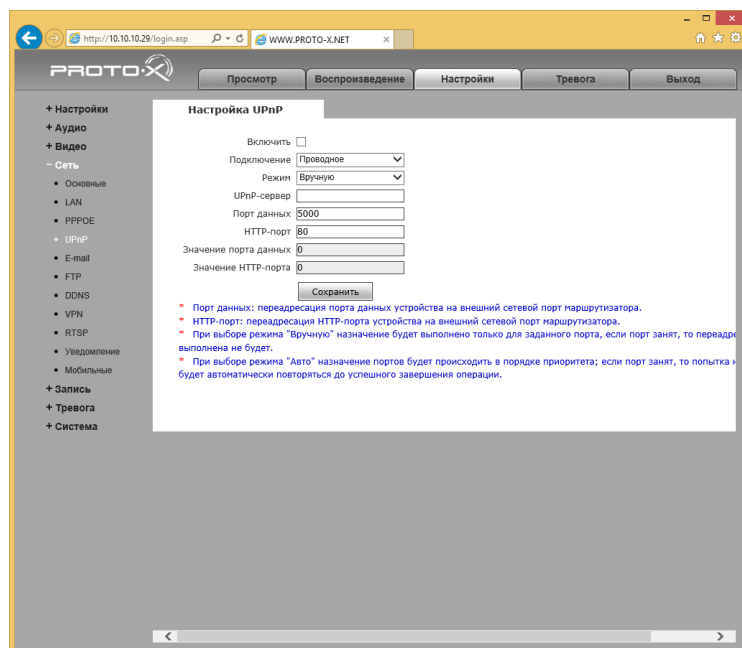 http://10.10.10.29/login.asp
WWW.PROTO-X.NET
PROTO-X
Просмотр
Воспроизведение
Настройки
Тревога
Выход
+ Настройки
+ Аудио
+ Видео
− Сеть
• Основные
• LAN
• PPPOE
• UPnP
• E-mail
• FTP
• DDNS
• VPN
• RTSP
• Уведомление
• Мобильные
+ Запись
+ Тревога
+ Система
Настройка UPnP
Включить
Подключение Проводное
Режим Вручную
UPnP-сервер
Порт данных 5000
HTTP-порт 80
Значение порта данных 0
Значение HTTP-порта 0
Сохранить
* Порт данных: переадресация порта данных устройства на внешний сетевой порт маршрутизатора.
* HTTP-порт: переадресация HTTP-порта устройства на внешний сетевой порт маршрутизатора.
* При выборе режима "Вручную" назначение будет выполнено только для заданного порта, если порт занят, то переадре
выполнена не будет.
* При выборе режима "Авто" назначение портов будет происходить в порядке приоритета; если порт занят, то попытка
будет автоматически повторяться до успешного завершения операции.